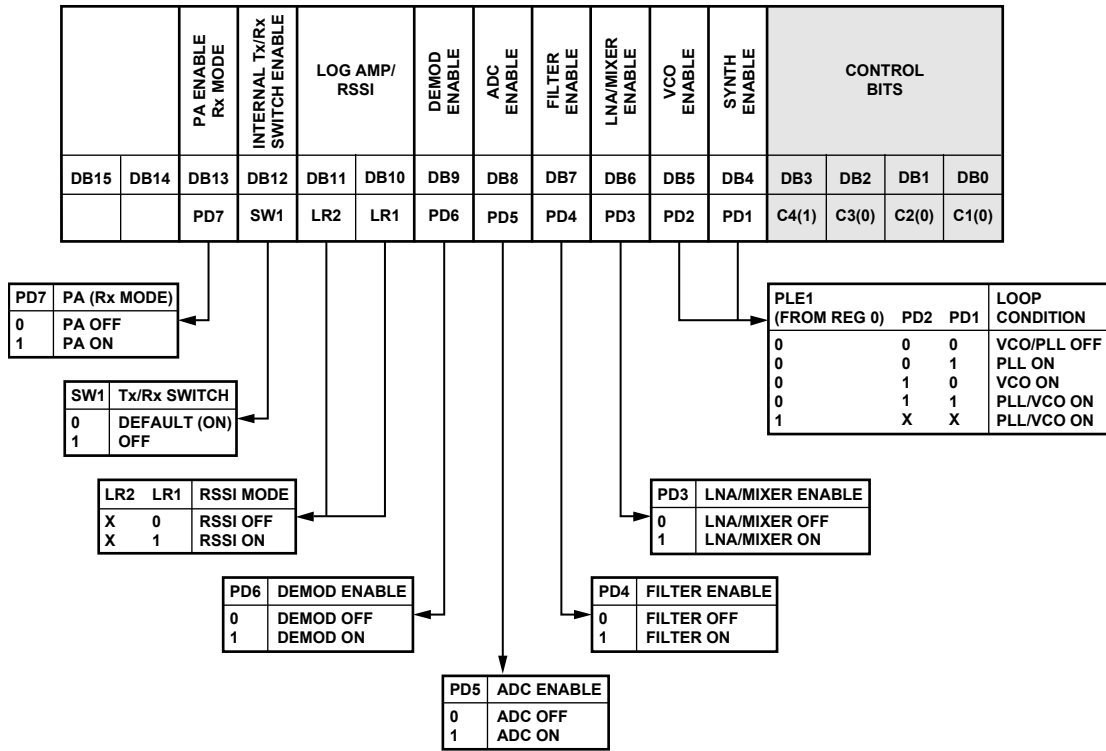 PA ENABLE
Rx MODE
INTERNAL Tx/Rx
SWITCH ENABLE
LOG AMP/
RSSI
DEMOD
ENABLE
ADC
ENABLE
FILTER
ENABLE
LNA/MIXER
ENABLE
VCO
ENABLE
SYNTH
ENABLE
CONTROL
BITS
DB15 DB14 DB13 DB12 DB11 DB10 DB9 DB8 DB7 DB6 DB5 DB4 DB3 DB2 DB1 DB0
PD7 SW1 LR2 LR1 PD6 PD5 PD4 PD3 PD2 PD1 C4(1) C3(0) C2(0) C1(0)
PD7 PA (Rx MODE)
0 PA OFF
1 PA ON
PLE1
(FROM REG 0) PD2 PD1 LOOP
CONDITION
0 0 0 VCO/PLL OFF
0 0 1 PLL ON
0 1 0 VCO ON
0 1 1 PLL/VCO ON
1 X X PLL/VCO ON
SW1 Tx/Rx SWITCH
0 DEFAULT (ON)
1 OFF
LR2 LR1 RSSI MODE
X 0 RSSI OFF
X 1 RSSI ON
PD3 LNA/MIXER ENABLE
0 LNA/MIXER OFF
1 LNA/MIXER ON
PD6 DEMOD ENABLE
0 DEMOD OFF
1 DEMOD ON
PD4 FILTER ENABLE
0 FILTER OFF
1 FILTER ON
PD5 ADC ENABLE
0 ADC OFF
1 ADC ON